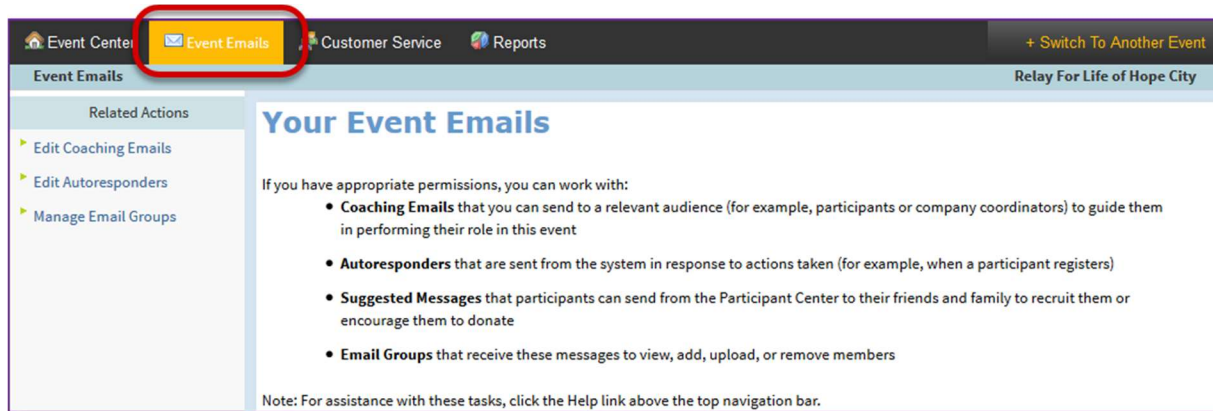 Event Center Event Emails Customer Service Reports + Switch To Another Event
Event Emails Relay For Life of Hope City
Related Actions
Edit Coaching Emails
Edit Autoresponders
Manage Email Groups
Your Event Emails
If you have appropriate permissions, you can work with:
• Coaching Emails that you can send to a relevant audience (for example, participants or company coordinators) to guide them
in performing their role in this event
• Autoresponders that are sent from the system in response to actions taken (for example, when a participant registers)
• Suggested Messages that participants can send from the Participant Center to their friends and family to recruit them or
encourage them to donate
• Email Groups that receive these messages to view, add, upload, or remove members
Note: For assistance with these tasks, click the Help link above the top navigation bar.